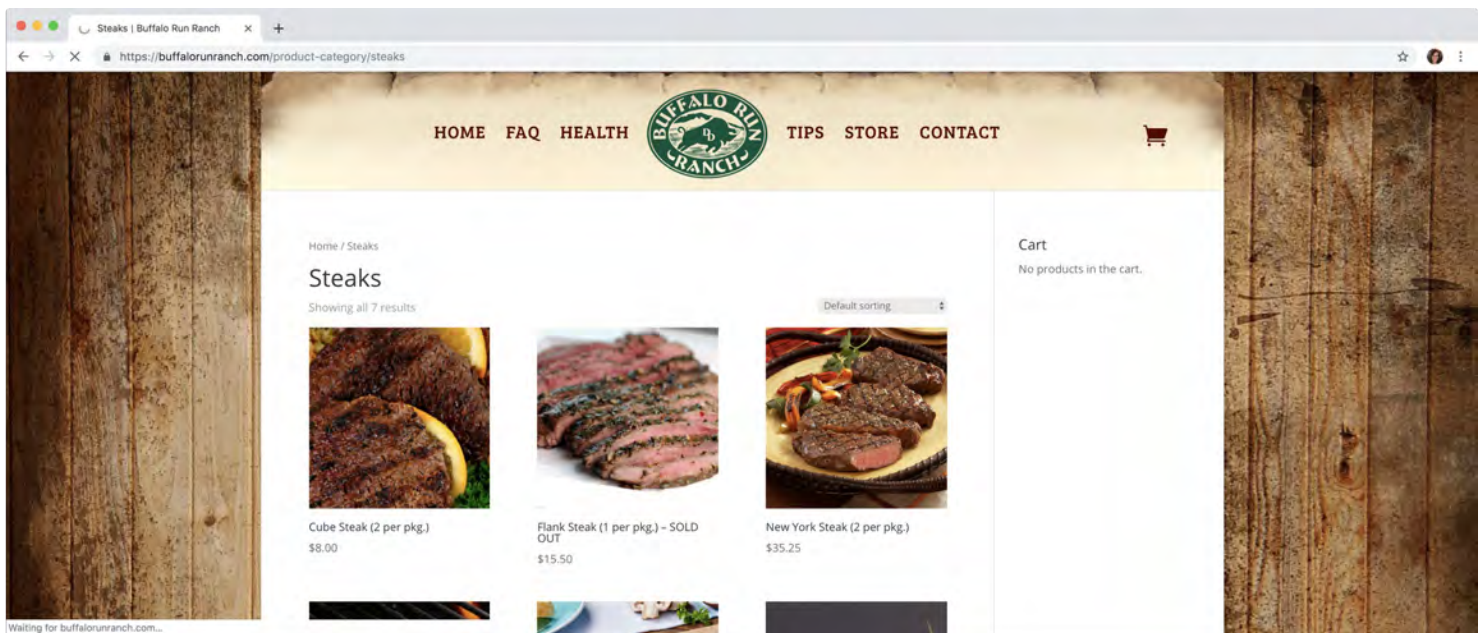 Steaks | Buffalo Run Ranch
https://buffalorunranch.com/product-category/steaks
HOME FAQ HEALTH
BUFFALO RUN
RANCH
TIPS STORE CONTACT
Home / Steaks
Steaks
Showing all 7 results
Default sorting
Cart
No products in the cart.
Cube Steak (2 per pkg.)
$8.00
Flank Steak (1 per pkg.) – SOLD
OUT
$15.50
New York Steak (2 per pkg.)
$35.25
Waiting for buffalorunranch.com...